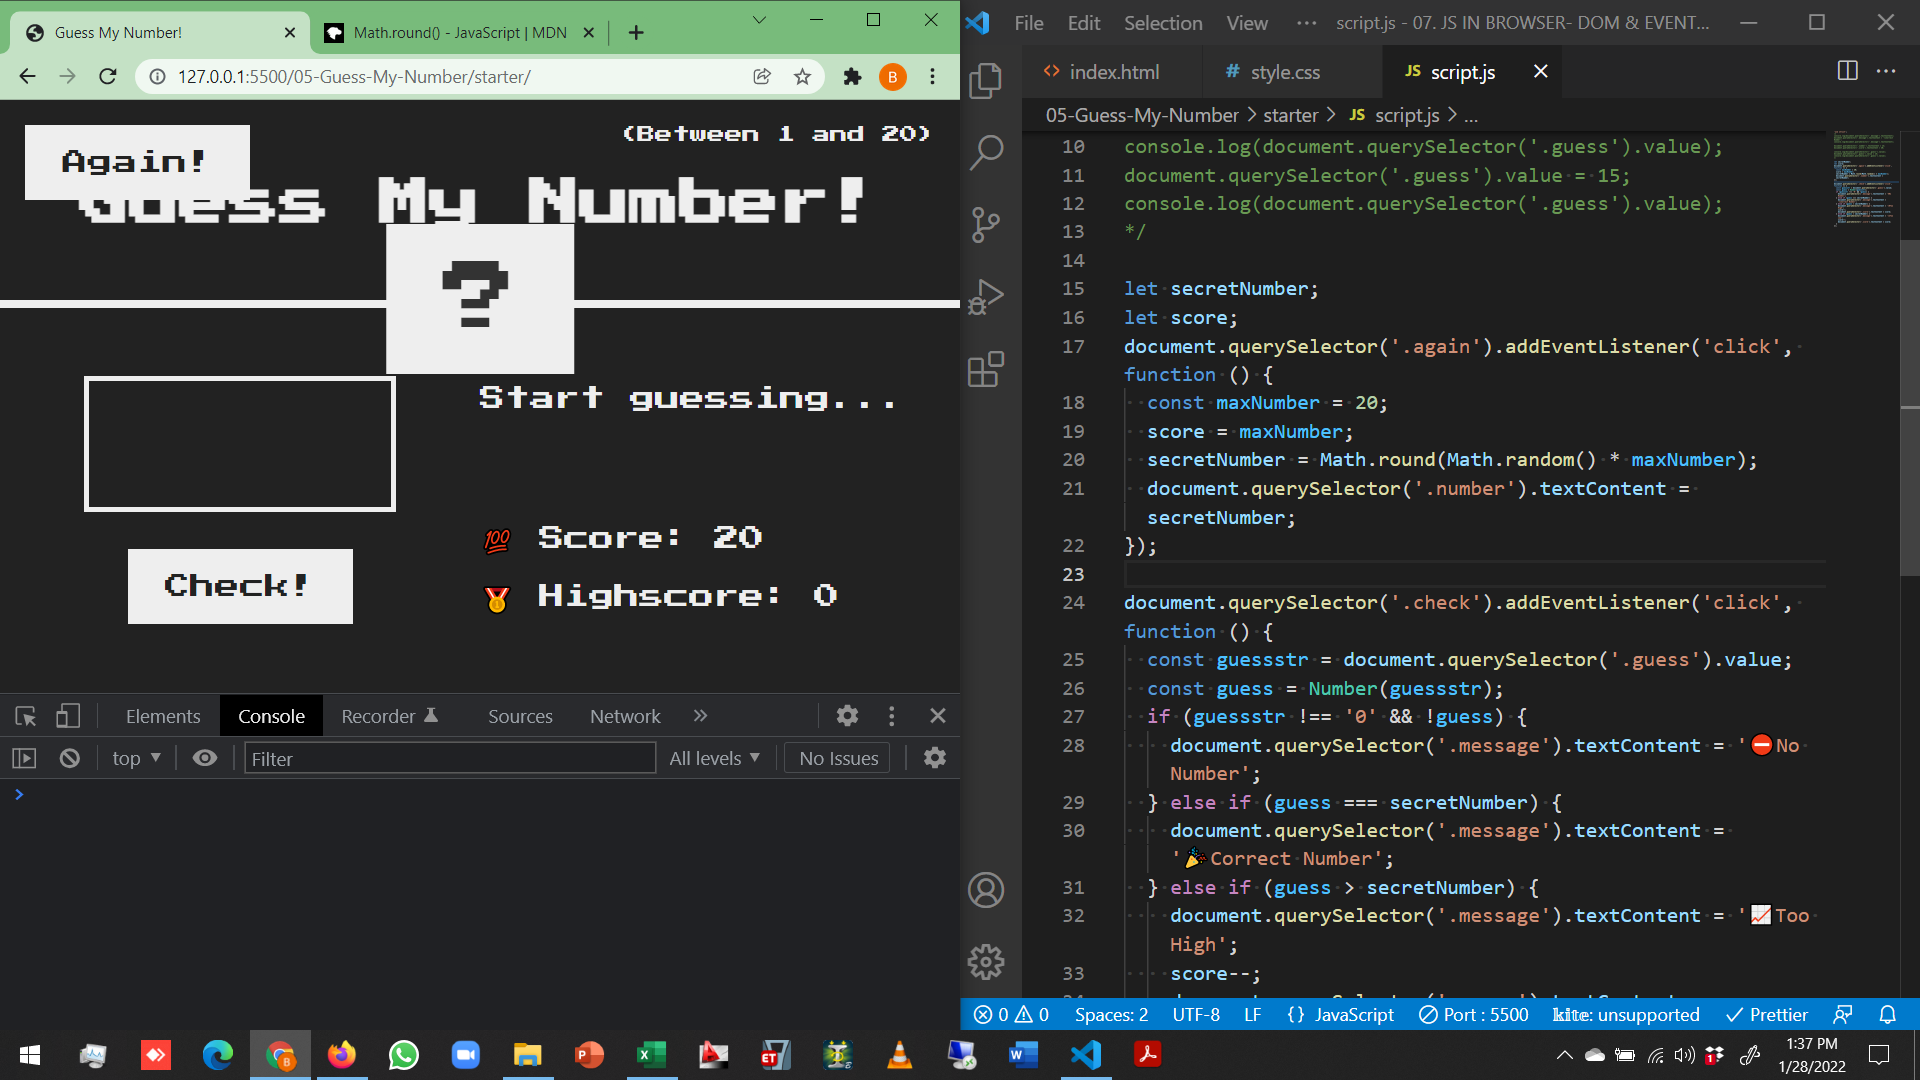 Guess My Number!
Math.round() - JavaScript | MDN
127.0.0.1:5500/05-Guess-My-Number/starter/
B
(Between 1 and 20)
Again!
Guess My Number!
?
Start guessing...
💯 Score: 20
🥇 Highscore: 0
Check!
Elements
Console
Recorder
Sources
Network
top
Filter
All levels
No Issues
File Edit Selection View ··· script.js - 07. JS IN BROWSER- DOM & EVENT...
index.html
# style.css
JS script.js
05-Guess-My-Number > starter > JS script.js > ...
10 console.log(document.querySelector('.guess').value);
11 document.querySelector('.guess').value = 15;
12 console.log(document.querySelector('.guess').value);
13 */
14
15 let secretNumber;
16 let score;
17 document.querySelector('.again').addEventListener('click',
function () {
18 const maxNumber = 20;
19 score = maxNumber;
20 secretNumber = Math.round(Math.random() * maxNumber);
21 document.querySelector('.number').textContent =
secretNumber;
22 });
23
24 document.querySelector('.check').addEventListener('click',
function () {
25 const guessstr = document.querySelector('.guess').value;
26 const guess = Number(guessstr);
27 if (guessstr !== '0' && !guess) {
28 document.querySelector('.message').textContent = '⛔No
Number';
29 } else if (guess === secretNumber) {
30 document.querySelector('.message').textContent =
'🎉Correct Number';
31 } else if (guess > secretNumber) {
32 document.querySelector('.message').textContent = '📈Too
High';
33 score--;
0 0 Spaces: 2 UTF-8 LF {} JavaScript Port : 5500 kite: unsupported Prettier
1:37 PM
1/28/2022